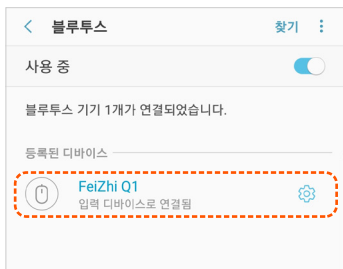 블루투스 찾기
사용 중
블루투스 기기 1개가 연결되었습니다.
등록된 디바이스
FeiZhi Q1
입력 디바이스로 연결됨